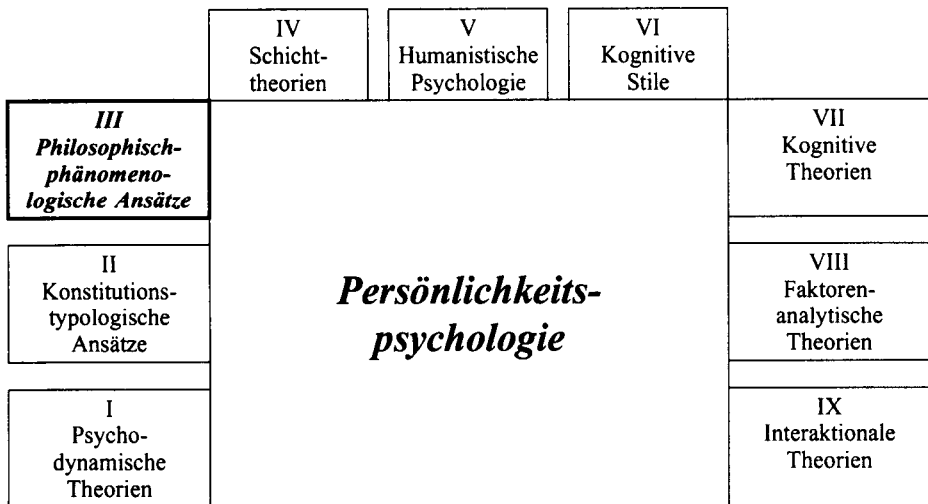 IV
Schicht-
theorien
V
Humanistische
Psychologie
VI
Kognitive
Stile
III
Philosophisch-
phänomeno-
logische Ansätze
VII
Kognitive
Theorien
II
Konstitutions-
typologische
Ansätze
Persönlichkeits-
psychologie
VIII
Faktoren-
analytische
Theorien
I
Psycho-
dynamische
Theorien
IX
Interaktionale
Theorien